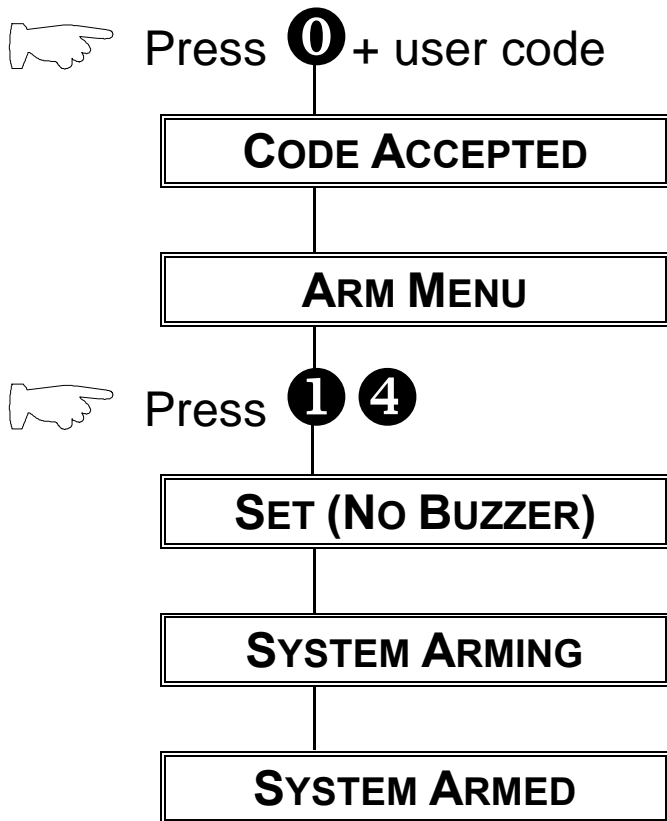 Press 0 + user code
CODE ACCEPTED
ARM MENU
Press 1 4
SET (NO BUZZER)
SYSTEM ARMING
SYSTEM ARMED